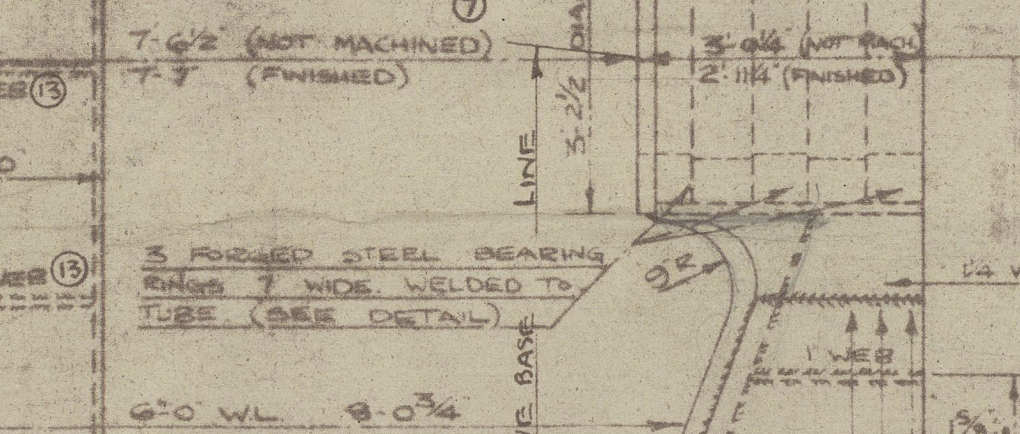 7
7'-6½" (NOT MACHINED)
7'-7" (FINISHED)
3'-0¼" (NOT MACH)
2'-11¼" (FINISHED)
DIA
3'-2½"
LINE
13
13
3 FORGED STEEL BEARING
RINGS 7" WIDE. WELDED TO
TUBE. (SEE DETAIL)
9"R
1" WEB
BASE
6'-0" W.L. 8-0¾